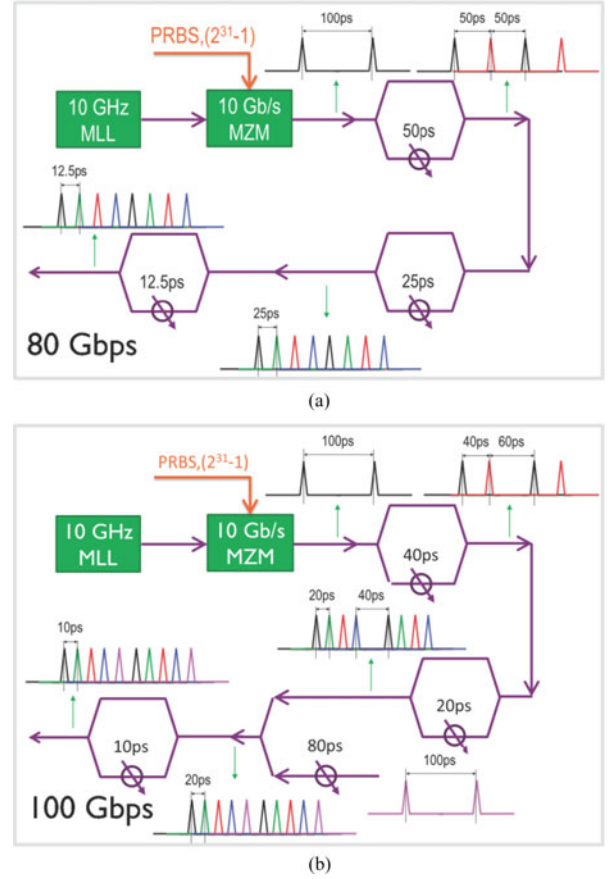 PRBS,(2³¹-1)
100ps
50ps 50ps
10 GHz
MLL
10 Gb/s
MZM
50ps
12.5ps
12.5ps
25ps
25ps
80 Gbps
(a)
PRBS,(2³¹-1)
100ps
40ps 60ps
10 GHz
MLL
10 Gb/s
MZM
40ps
20ps 40ps
10ps
20ps
10ps
80ps
100ps
20ps
100 Gbps
(b)